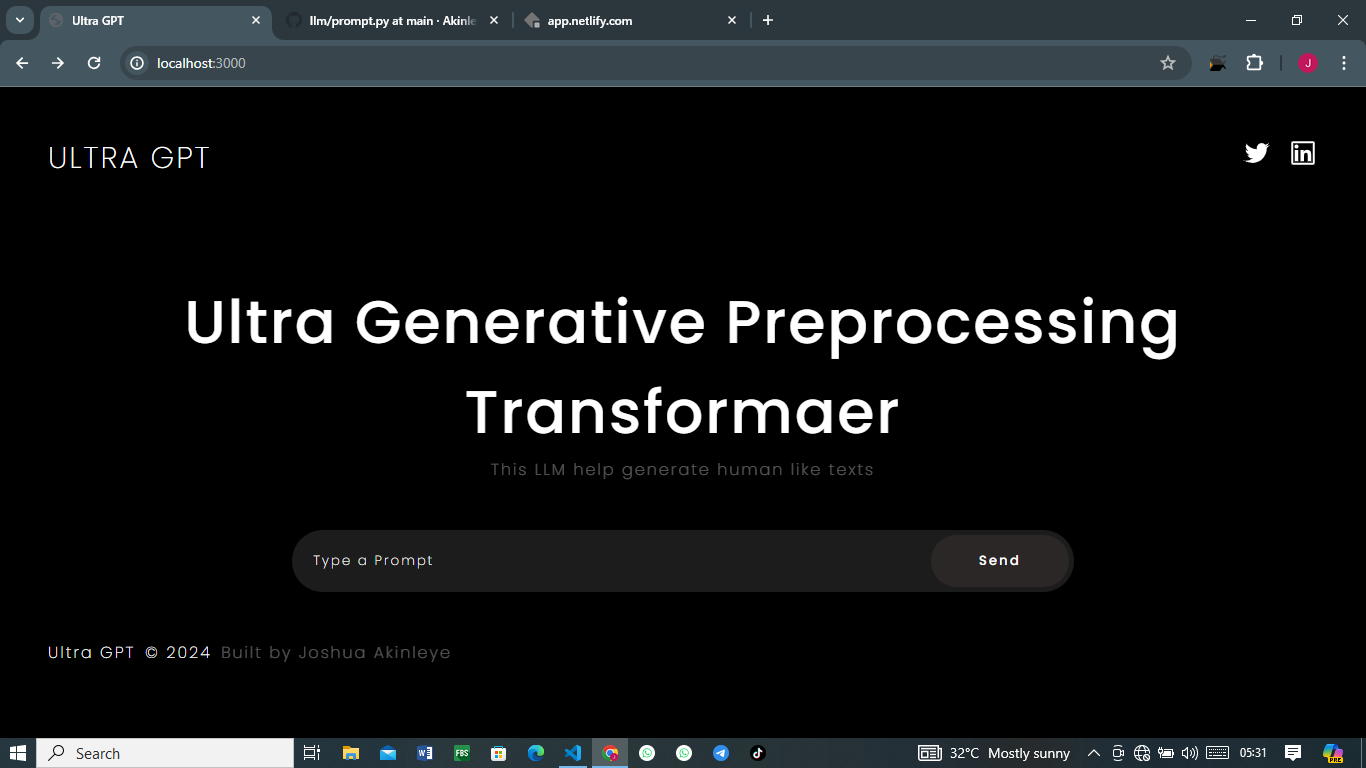 Ultra GPT
llm/prompt.py at main · Akinle
app.netlify.com
localhost:3000
J
ULTRA GPT
Ultra Generative Preprocessing
Transformaer
This LLM help generate human like texts
Type a Prompt
Send
Ultra GPT © 2024 Built by Joshua Akinleye
Search
FBS
32°C Mostly sunny
05:31
PRE